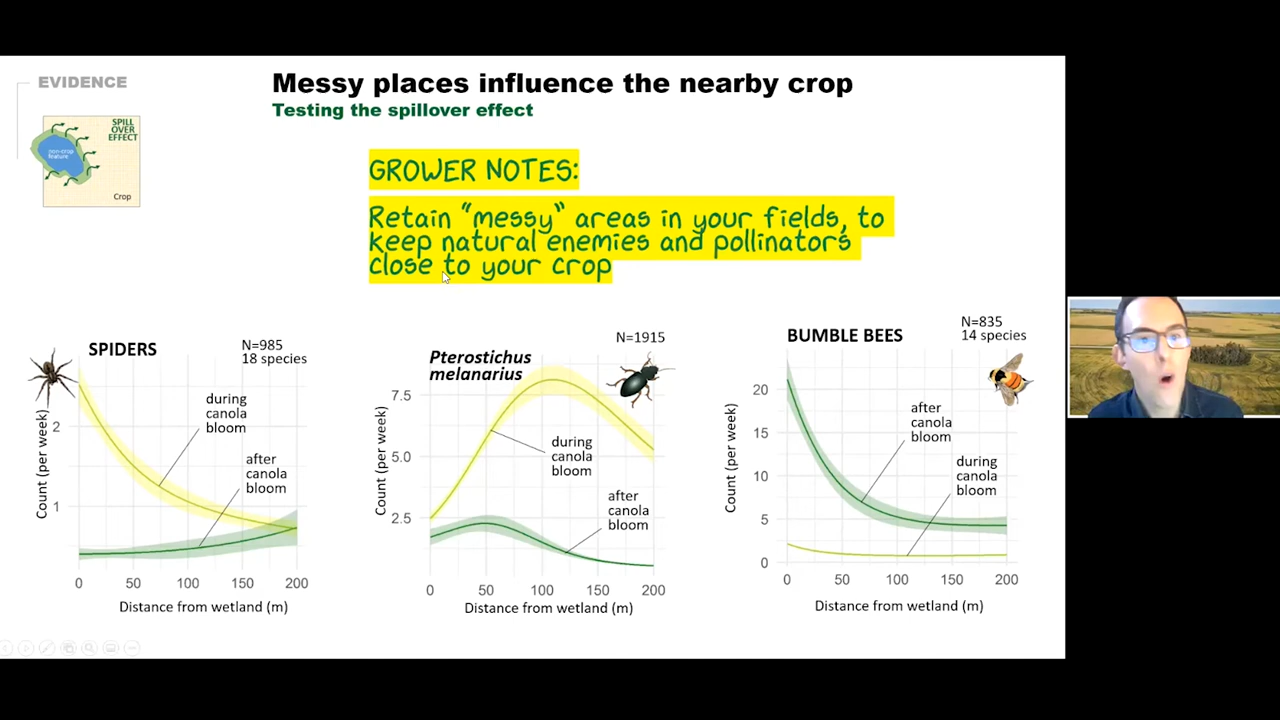 EVIDENCE
Messy places influence the nearby crop
Testing the spillover effect
SPILL
OVER
EFFECT
non-crop
feature
Crop
GROWER NOTES:
Retain “messy” areas in your fields, to
keep natural enemies and pollinators
close to your crop
SPIDERS
N=985
18 species
during
canola
bloom
after
canola
bloom
Count (per week)
2
1
0
50
100
150
200
Distance from wetland (m)
Pterostichus
melanarius
N=1915
during
canola
bloom
after
canola
bloom
Count (per week)
7.5
5.0
2.5
0
50
100
150
200
Distance from wetland (m)
BUMBLE BEES
N=835
14 species
after
canola
bloom
during
canola
bloom
Count (per week)
20
15
10
5
0
0
50
100
150
200
Distance from wetland (m)